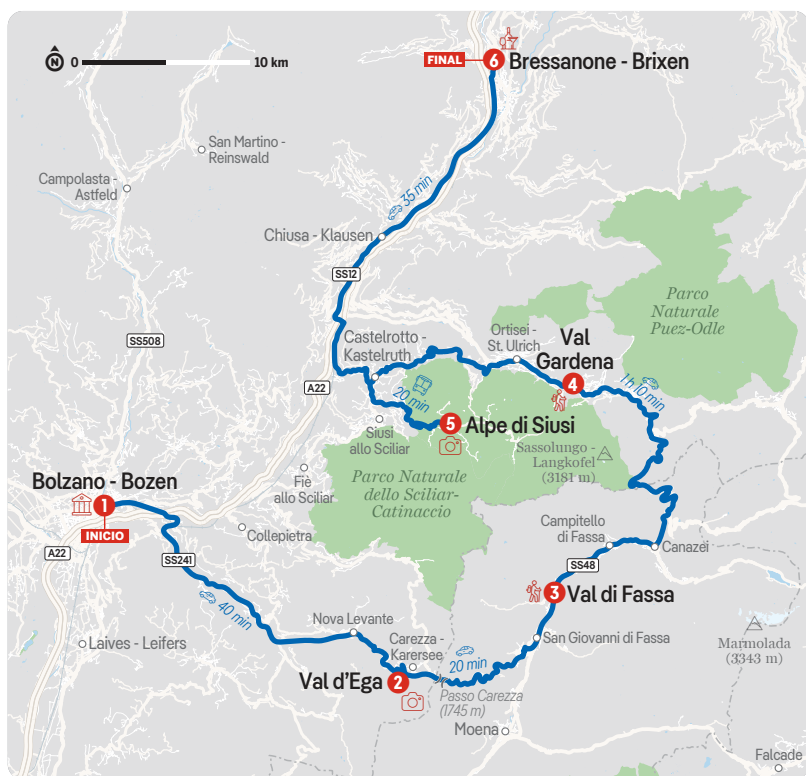 N
0
10 km
FINAL
6
Bressanone - Brixen
San Martino -
Reinswald
Campolasta -
Astfeld
35 min
Chiusa - Klausen
SS12
Parco
Naturale
Puez-Odle
SS508
Castelrotto -
Kastelruth
Ortisei -
St. Ulrich
Val
Gardena
4
1 h 10 min
A22
20 min
5
Alpe di Siusi
Siusi
allo Sciliar
Sassolungo -
Langkofel
(3181 m)
Fiè
allo Sciliar
Parco Naturale
dello Sciliar-
Catinaccio
Bolzano - Bozen
1
INICIO
Collepietra
A22
SS241
Campitello
di Fassa
Canazei
SS48
40 min
3
Val di Fassa
Nova Levante
San Giovanni di Fassa
Laives - Leifers
Carezza -
Karersee
20 min
Marmolada
(3343 m)
Val d'Ega
2
Passo Carezza
(1745 m)
Moena
Falcade